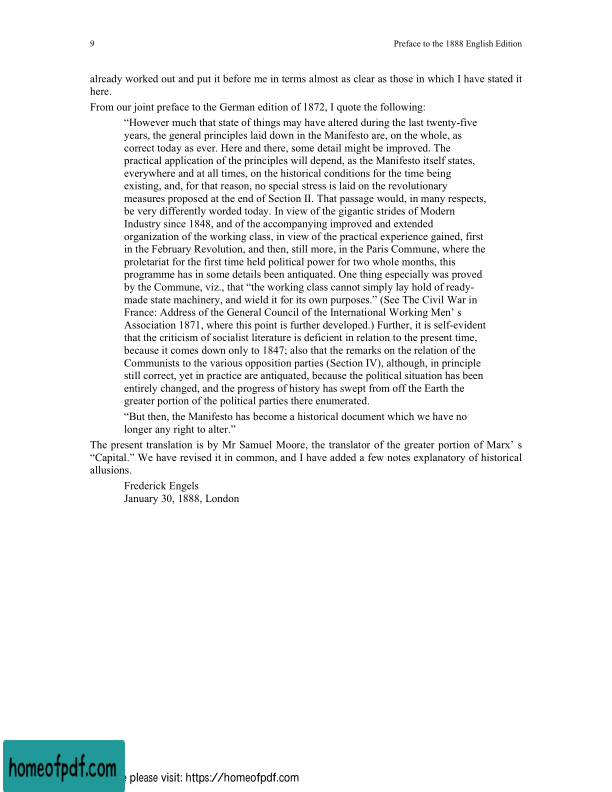 9
Preface to the 1888 English Edition
already worked out and put it before me in terms almost as clear as those in which I have stated it
here.
From our joint preface to the German edition of 1872, I quote the following:
“However much that state of things may have altered during the last twenty-five
years, the general principles laid down in the Manifesto are, on the whole, as
correct today as ever. Here and there, some detail might be improved. The
practical application of the principles will depend, as the Manifesto itself states,
everywhere and at all times, on the historical conditions for the time being
existing, and, for that reason, no special stress is laid on the revolutionary
measures proposed at the end of Section II. That passage would, in many respects,
be very differently worded today. In view of the gigantic strides of Modern
Industry since 1848, and of the accompanying improved and extended
organization of the working class, in view of the practical experience gained, first
in the February Revolution, and then, still more, in the Paris Commune, where the
proletariat for the first time held political power for two whole months, this
programme has in some details been antiquated. One thing especially was proved
by the Commune, viz., that “the working class cannot simply lay hold of ready-
made state machinery, and wield it for its own purposes.” (See The Civil War in
France: Address of the General Council of the International Working Men’ s
Association 1871, where this point is further developed.) Further, it is self-evident
that the criticism of socialist literature is deficient in relation to the present time,
because it comes down only to 1847; also that the remarks on the relation of the
Communists to the various opposition parties (Section IV), although, in principle
still correct, yet in practice are antiquated, because the political situation has been
entirely changed, and the progress of history has swept from off the Earth the
greater portion of the political parties there enumerated.
“But then, the Manifesto has become a historical document which we have no
longer any right to alter.”
The present translation is by Mr Samuel Moore, the translator of the greater portion of Marx’ s
“Capital.” We have revised it in common, and I have added a few notes explanatory of historical
allusions.
Frederick Engels
January 30, 1888, London
homeofpdf.com
please visit: https://homeofpdf.com